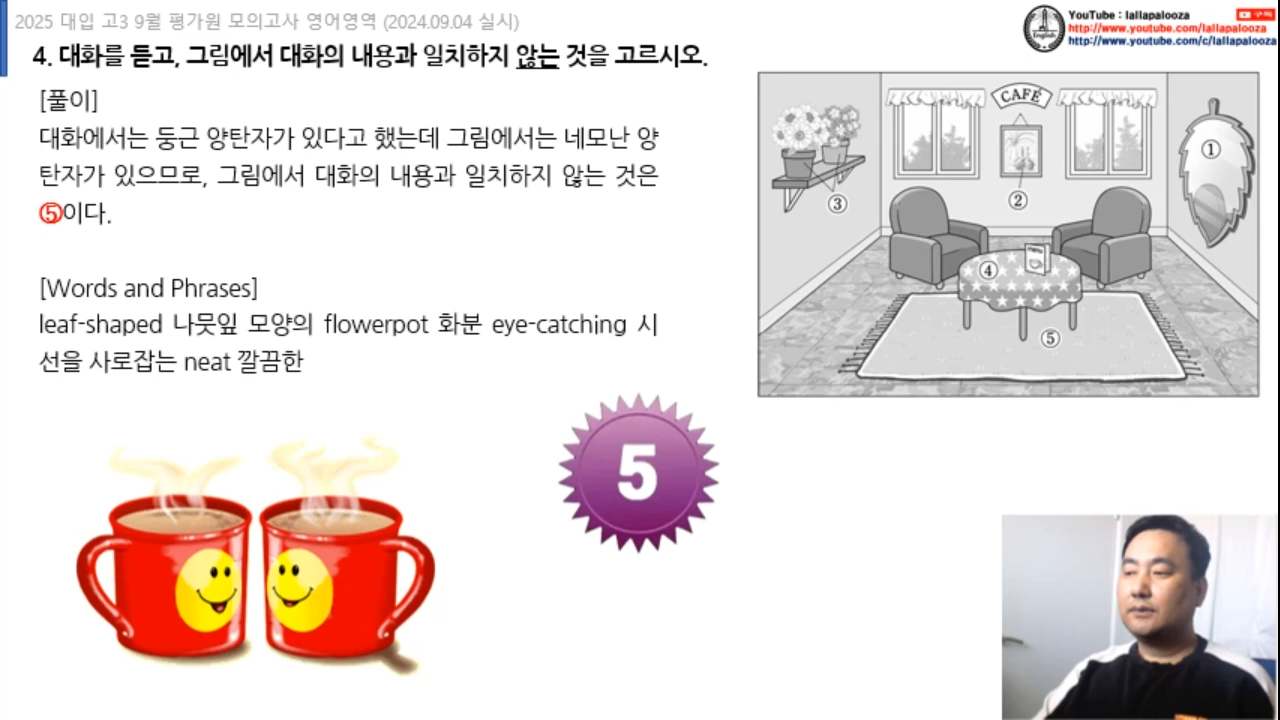 2025 대입 고3 9월 평가원 모의고사 영어영역 (2024.09.04 실시)
YouTube : lallapalooza
구독
http://www.youtube.com/lallapalooza
http://www.youtube.com/c/lallapalooza
English
4. 대화를 듣고, 그림에서 대화의 내용과 일치하지 않는 것을 고르시오.
[풀이]
대화에서는 둥근 양탄자가 있다고 했는데 그림에서는 네모난 양
탄자가 있으므로, 그림에서 대화의 내용과 일치하지 않는 것은
⑤이다.
[Words and Phrases]
leaf-shaped 나뭇잎 모양의 flowerpot 화분 eye-catching 시
선을 사로잡는 neat 깔끔한
CAFÉ
①
②
③
④
⑤
5